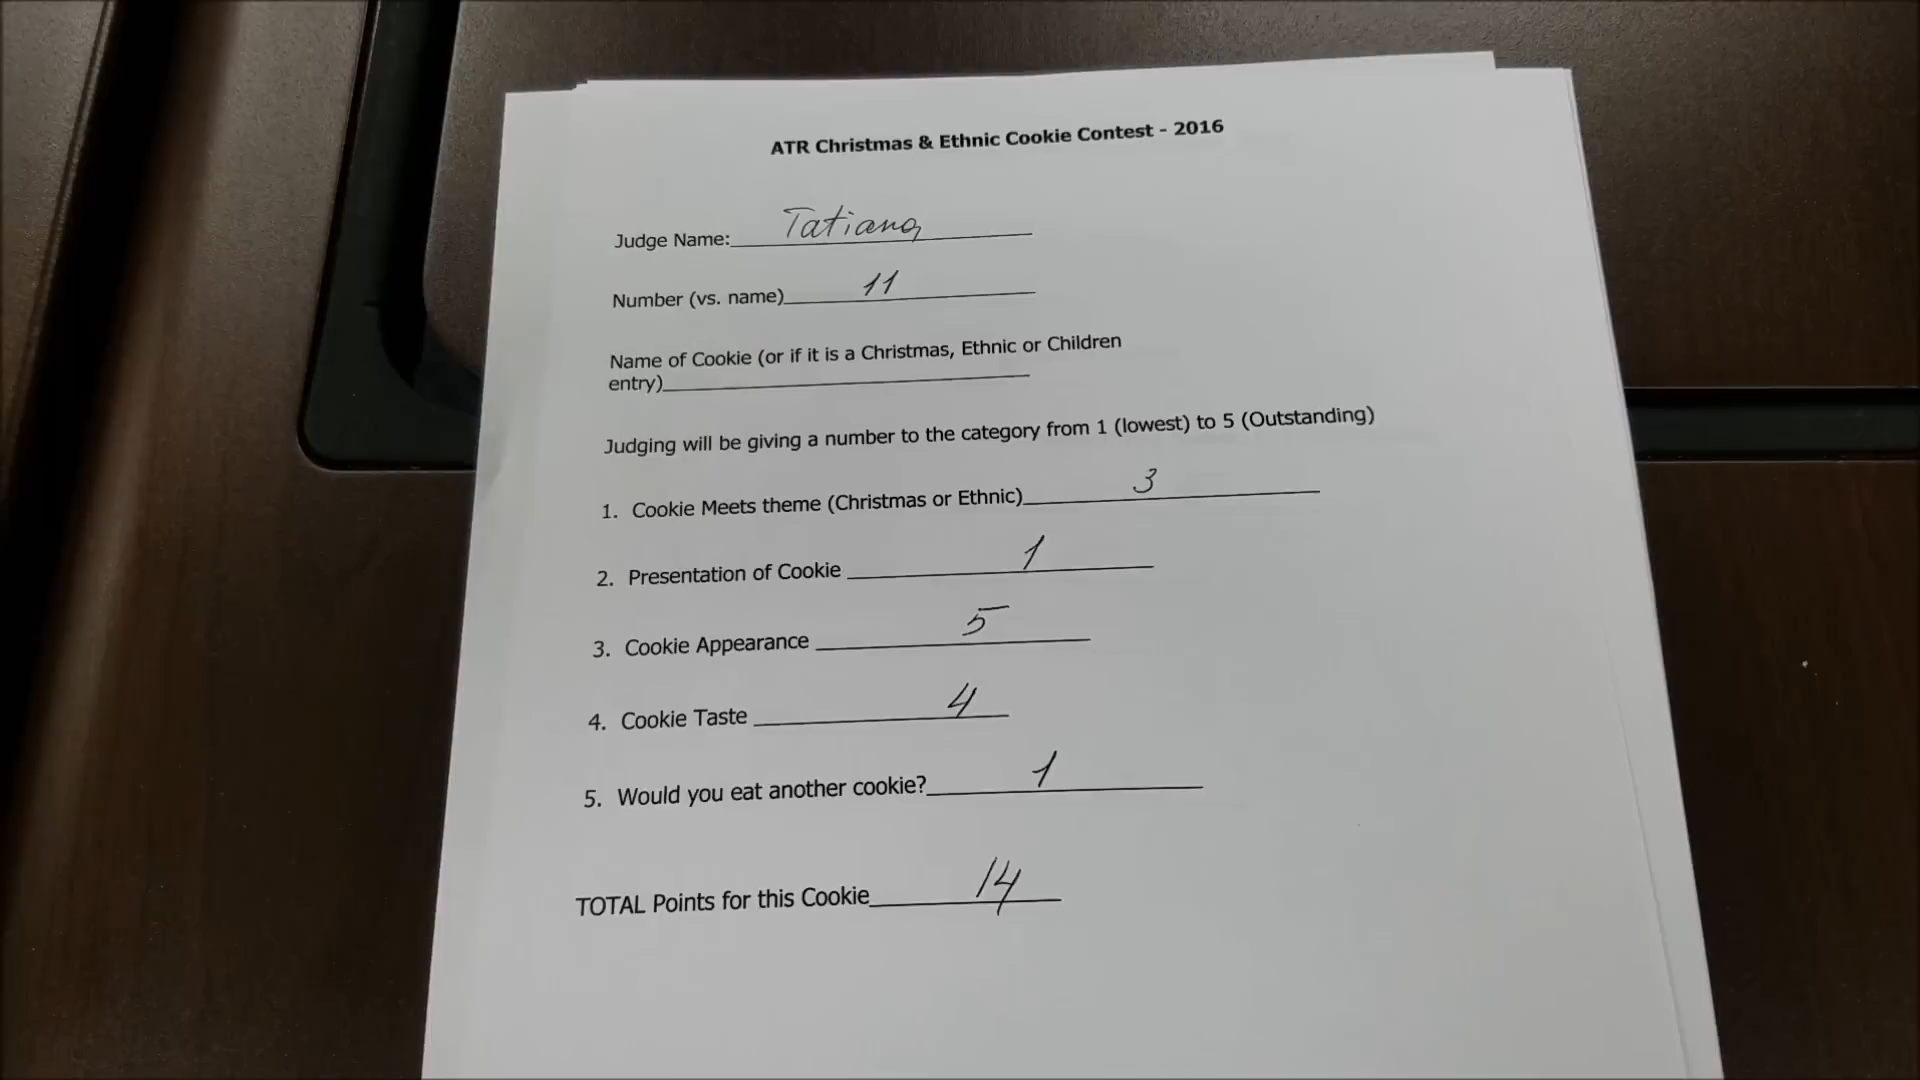 ATR Christmas & Ethnic Cookie Contest - 2016
Judge Name: Tatiana
Number (vs. name) 11
Name of Cookie (or if it is a Christmas, Ethnic or Children
entry)
Judging will be giving a number to the category from 1 (lowest) to 5 (Outstanding)
1. Cookie Meets theme (Christmas or Ethnic) 3
2. Presentation of Cookie 1
3. Cookie Appearance 5
4. Cookie Taste 4
5. Would you eat another cookie? 1
TOTAL Points for this Cookie 14